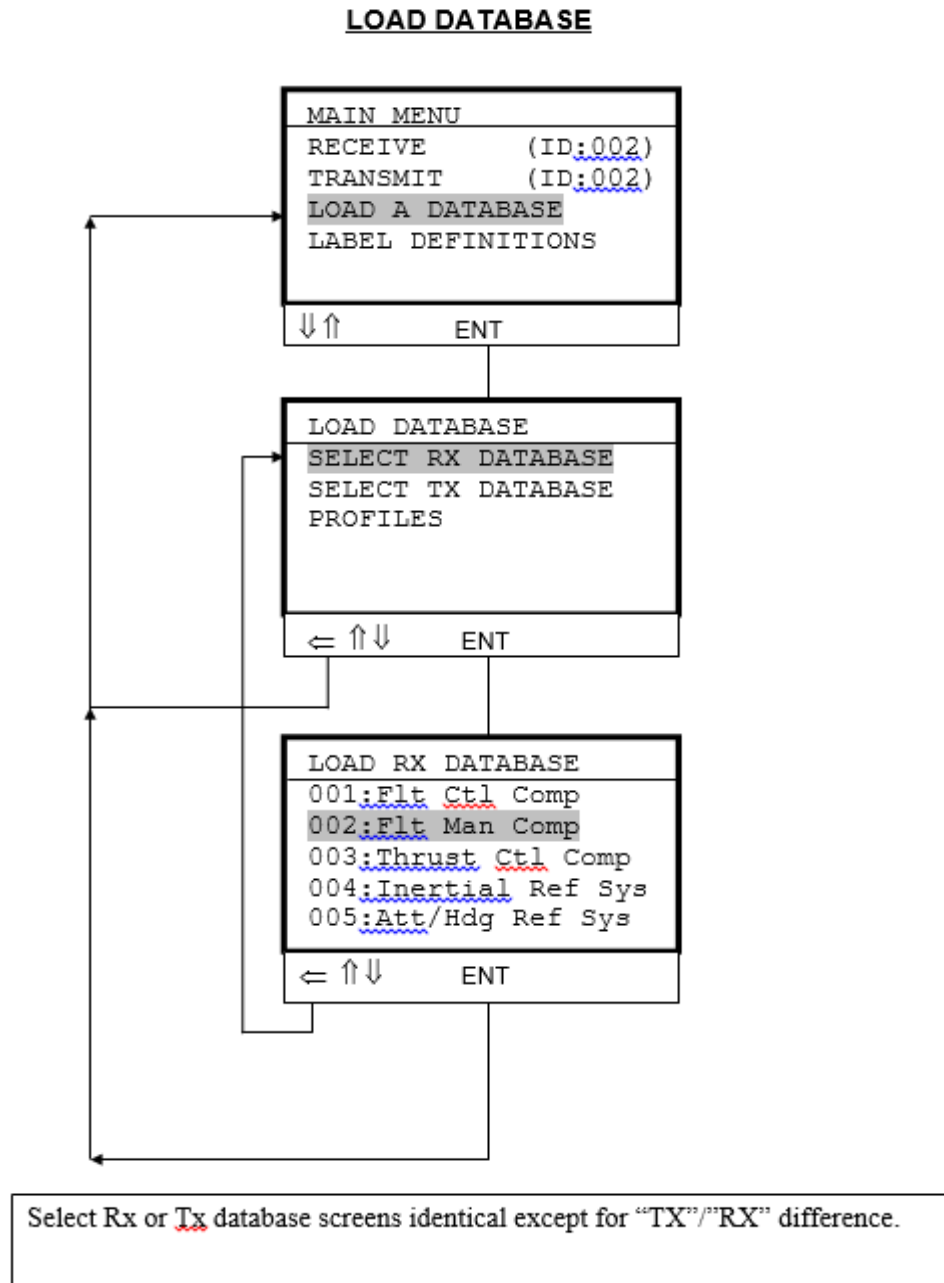 LOAD DATABASE
MAIN MENU
RECEIVE (ID:002)
TRANSMIT (ID:002)
LOAD A DATABASE
LABEL DEFINITIONS
⇓⇑ ENT
LOAD DATABASE
SELECT RX DATABASE
SELECT TX DATABASE
PROFILES
⇐ ⇑⇓ ENT
LOAD RX DATABASE
001:Flt Ctl Comp
002:Flt Man Comp
003:Thrust Ctl Comp
004:Inertial Ref Sys
005:Att/Hdg Ref Sys
⇐ ⇑⇓ ENT
Select Rx or Tx database screens identical except for “TX”/”RX” difference.